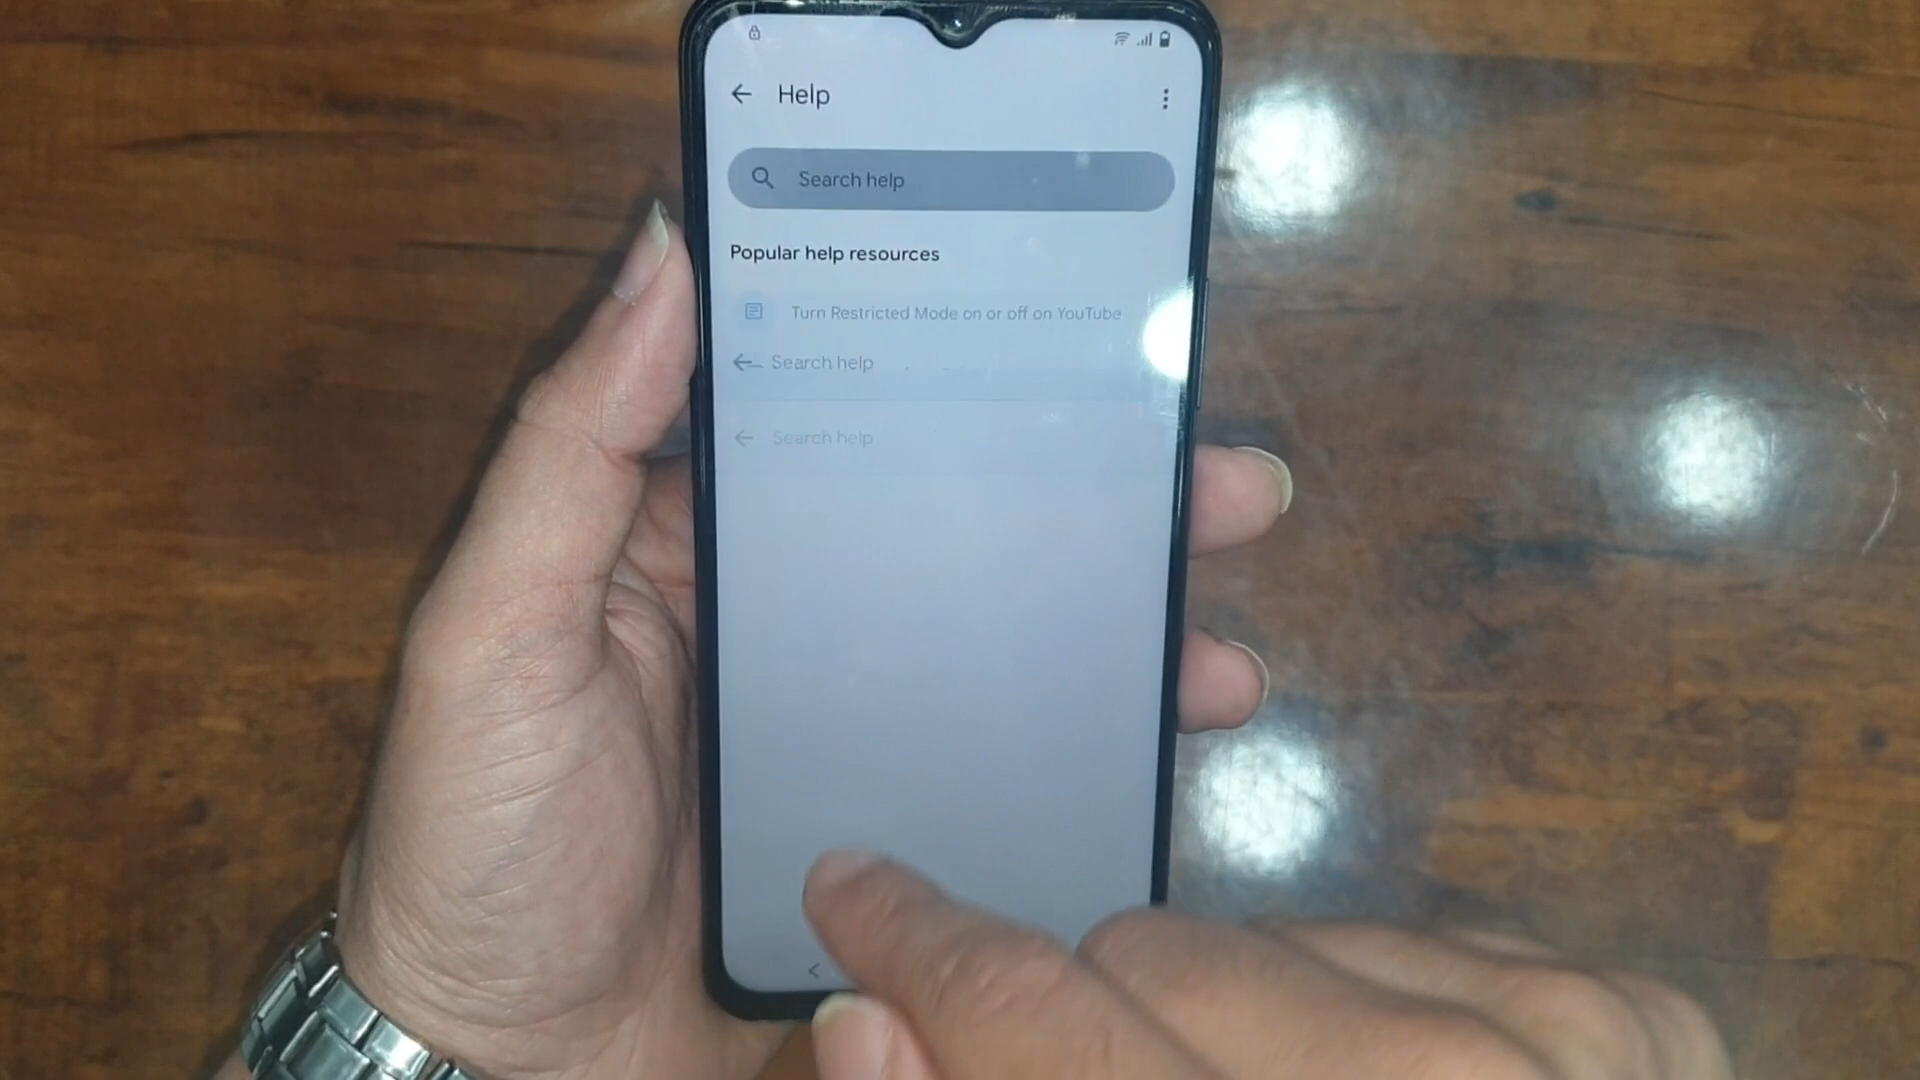 Help
Search help
Popular help resources
Turn Restricted Mode on or off on YouTube
Search help
Search help